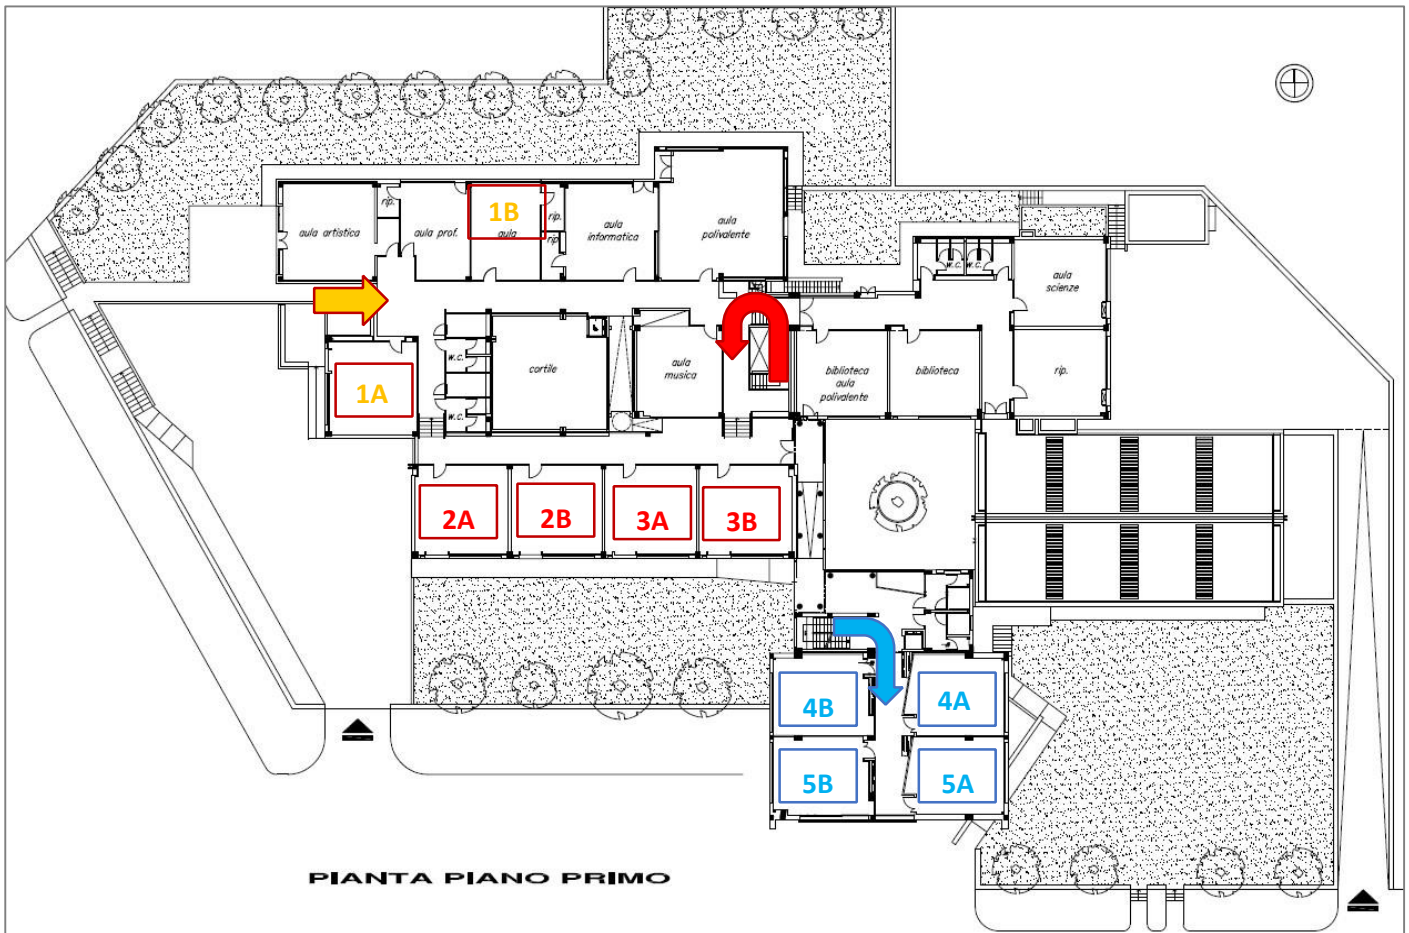 rip.
1B
aula artistica
aula prof.
aula
rip.
rip.
aula
informatica
aula
polivalente
w.c.
w.c.
aula
scienze
1A
w.c.
w.c.
cortile
aula
musica
biblioteca
aula
polivalente
biblioteca
rip.
2A
2B
3A
3B
4B
4A
5B
5A
PIANTA PIANO PRIMO